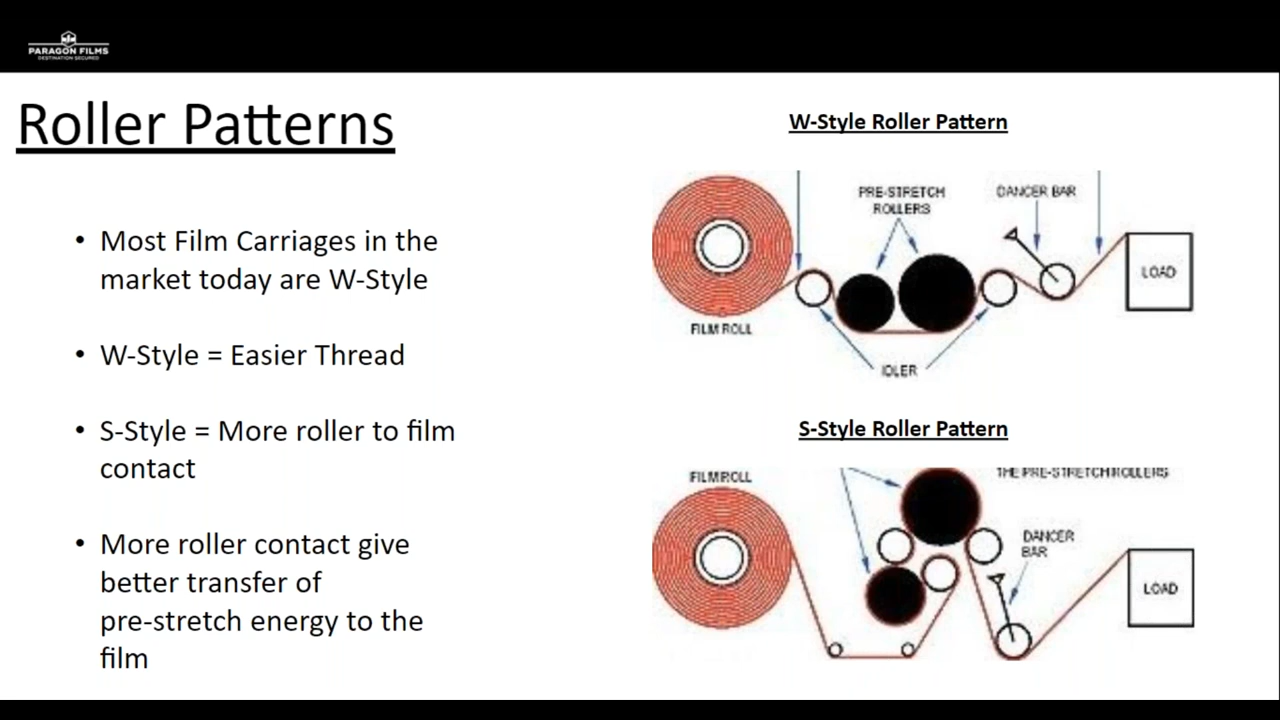 PARAGON FILMS
DESTINATION SECURED
Roller Patterns
• Most Film Carriages in the
market today are W-Style
• W-Style = Easier Thread
• S-Style = More roller to film
contact
• More roller contact give
better transfer of
pre-stretch energy to the
film
W-Style Roller Pattern
PRE-STRETCH
ROLLERS
DANCER BAR
LOAD
FILM ROLL
IDLER
S-Style Roller Pattern
FILM ROLL
THE PRE-STRETCH ROLLERS
DANCER
BAR
LOAD